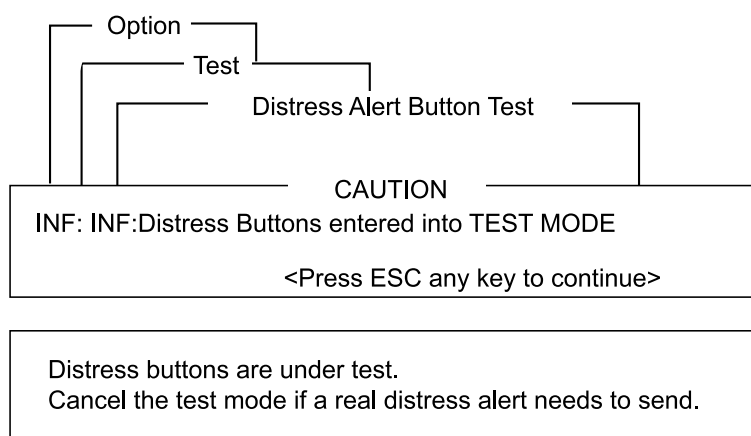 Option
Test
Distress Alert Button Test
CAUTION
INF: INF:Distress Buttons entered into TEST MODE
<Press ESC any key to continue>
Distress buttons are under test.
Cancel the test mode if a real distress alert needs to send.